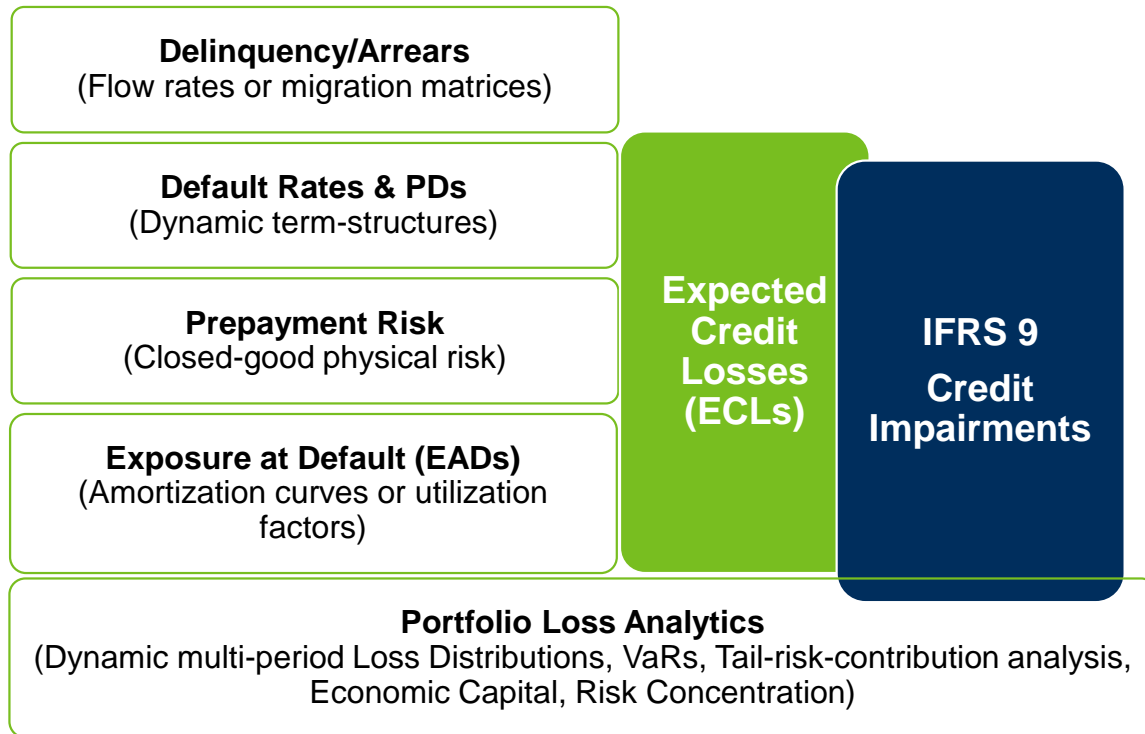 Delinquency/Arrears
(Flow rates or migration matrices)
Default Rates & PDs
(Dynamic term-structures)
Prepayment Risk
(Closed-good physical risk)
Exposure at Default (EADs)
(Amortization curves or utilization
factors)
Expected
Credit
Losses
(ECLs)
IFRS 9
Credit
Impairments
Portfolio Loss Analytics
(Dynamic multi-period Loss Distributions, VaRs, Tail-risk-contribution analysis,
Economic Capital, Risk Concentration)